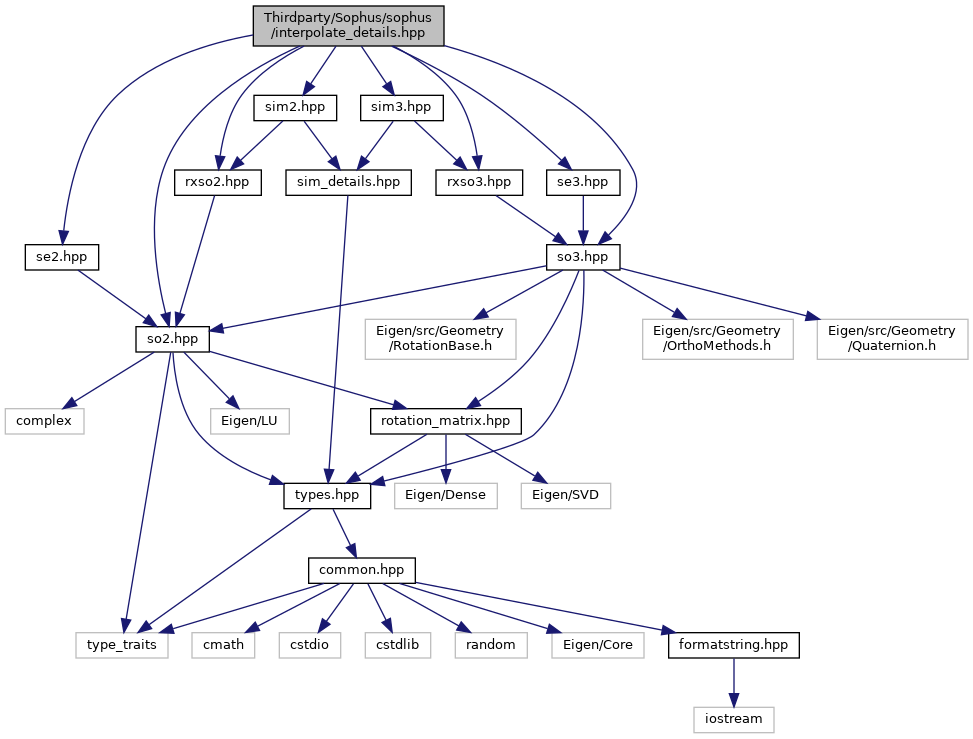 Thirdparty/Sophus/sophus
/interpolate_details.hpp
sim2.hpp
sim3.hpp
rxso2.hpp
sim_details.hpp
rxso3.hpp
se3.hpp
se2.hpp
so3.hpp
so2.hpp
Eigen/src/Geometry
/RotationBase.h
Eigen/src/Geometry
/OrthoMethods.h
Eigen/src/Geometry
/Quaternion.h
complex
Eigen/LU
rotation_matrix.hpp
types.hpp
Eigen/Dense
Eigen/SVD
common.hpp
type_traits
cmath
cstdio
cstdlib
random
Eigen/Core
formatstring.hpp
iostream